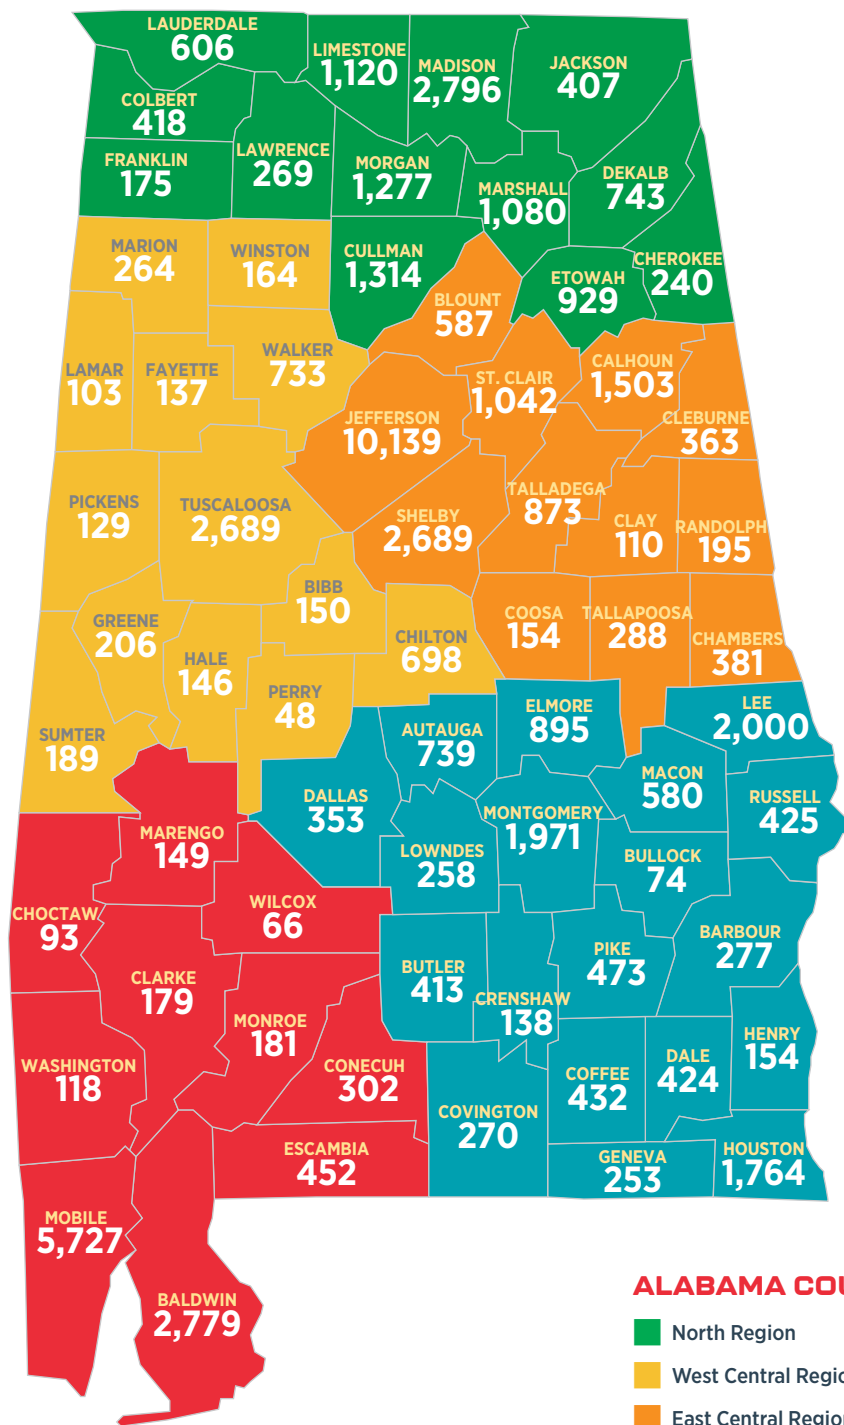 LAUDERDALE
606
LIMESTONE
1,120
MADISON
2,796
JACKSON
407
COLBERT
418
FRANKLIN
175
LAWRENCE
269
MORGAN
1,277
MARSHALL
1,080
DEKALB
743
CULLMAN
1,314
ETOWAH
929
CHEROKEE
240
MARION
264
WINSTON
164
BLOUNT
587
LAMAR
103
FAYETTE
137
WALKER
733
ST. CLAIR
1,042
CALHOUN
1,503
JEFFERSON
10,139
CLEBURNE
363
PICKENS
129
TUSCALOOSA
2,689
SHELBY
2,689
TALLADEGA
873
CLAY
110
RANDOLPH
195
BIBB
150
GREENE
206
HALE
146
CHILTON
698
COOSA
154
TALLAPOOSA
288
CHAMBERS
381
PERRY
48
SUMTER
189
AUTAUGA
739
ELMORE
895
LEE
2,000
DALLAS
353
MACON
580
RUSSELL
425
MARENGO
149
LOWNDES
258
MONTGOMERY
1,971
BULLOCK
74
CHOCTAW
93
WILCOX
66
BARBOUR
277
CLARKE
179
BUTLER
413
CRENSHAW
138
PIKE
473
MONROE
181
WASHINGTON
118
CONECUH
302
COFFEE
432
DALE
424
HENRY
154
COVINGTON
270
ESCAMBIA
452
GENEVA
253
HOUSTON
1,764
MOBILE
5,727
BALDWIN
2,779
ALABAMA COU
North Region
West Central Regio
East Central Region